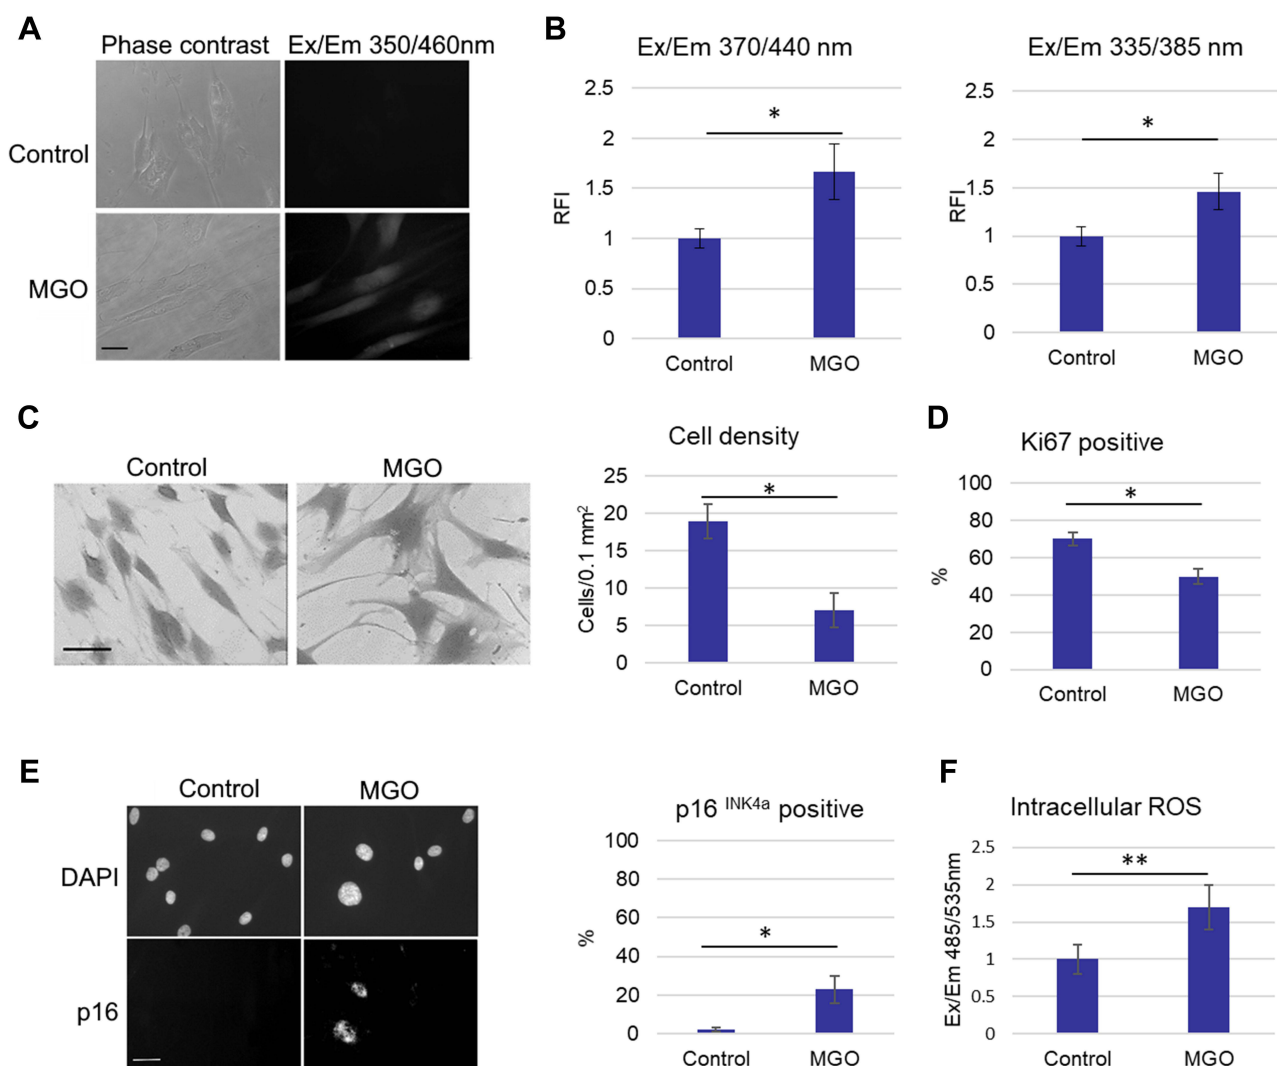 A
Phase contrast
Ex/Em 350/460nm
Control
MGO
B
Ex/Em 370/440 nm
2.5
2
1.5
1
0.5
0
RFI
*
Control
MGO
Ex/Em 335/385 nm
2.5
2
1.5
1
0.5
0
RFI
*
Control
MGO
C
Control
MGO
Cell density
25
20
15
10
5
0
Cells/0.1 mm²
*
Control
MGO
D
Ki67 positive
100
80
60
40
20
0
%
*
Control
MGO
E
Control
MGO
DAPI
p16
p16 INK4a positive
100
80
60
40
20
0
%
*
Control
MGO
F
Intracellular ROS
2.5
2
1.5
1
0.5
0
Ex/Em 485/535nm
**
Control
MGO